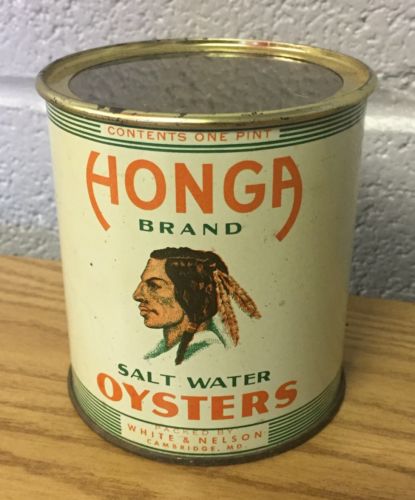 CONTENTS ONE PINT
HONGA
BRAND
SALT WATER
OYSTERS
PACKED BY
WHITE & NELSON
CAMBRIDGE, MD.